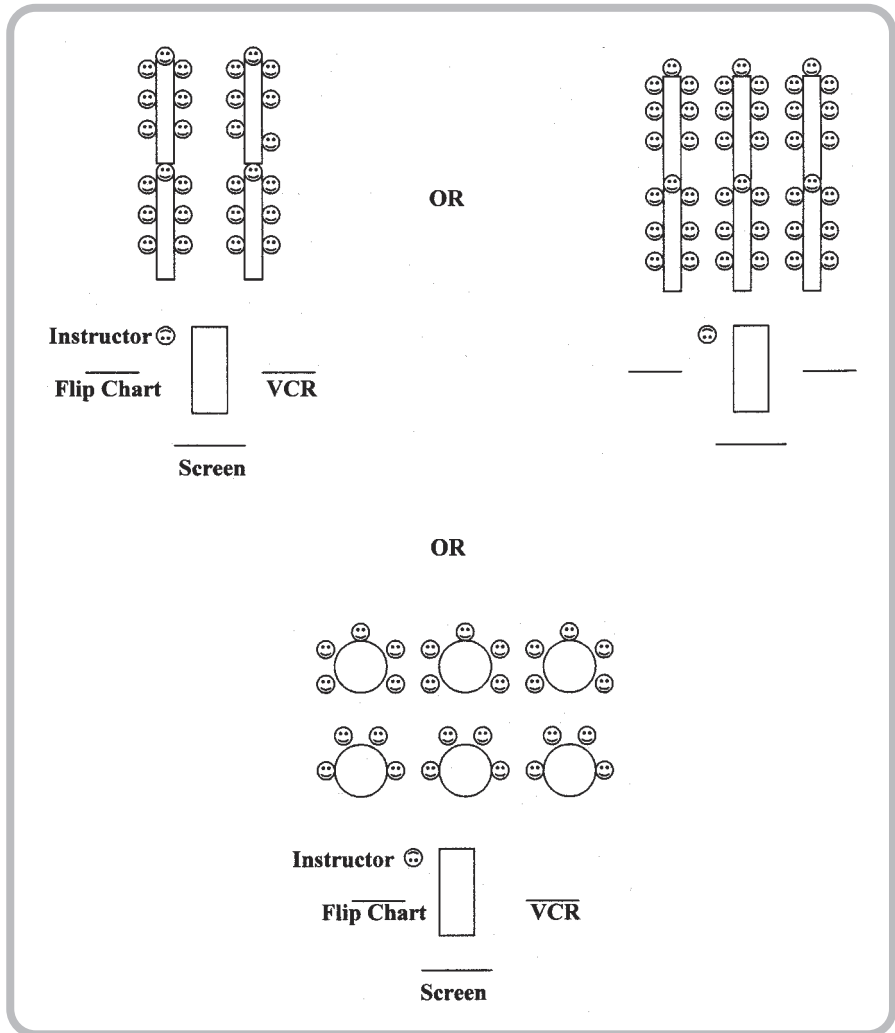 OR
Instructor
Flip Chart
VCR
Screen
OR
Instructor
Flip Chart
VCR
Screen